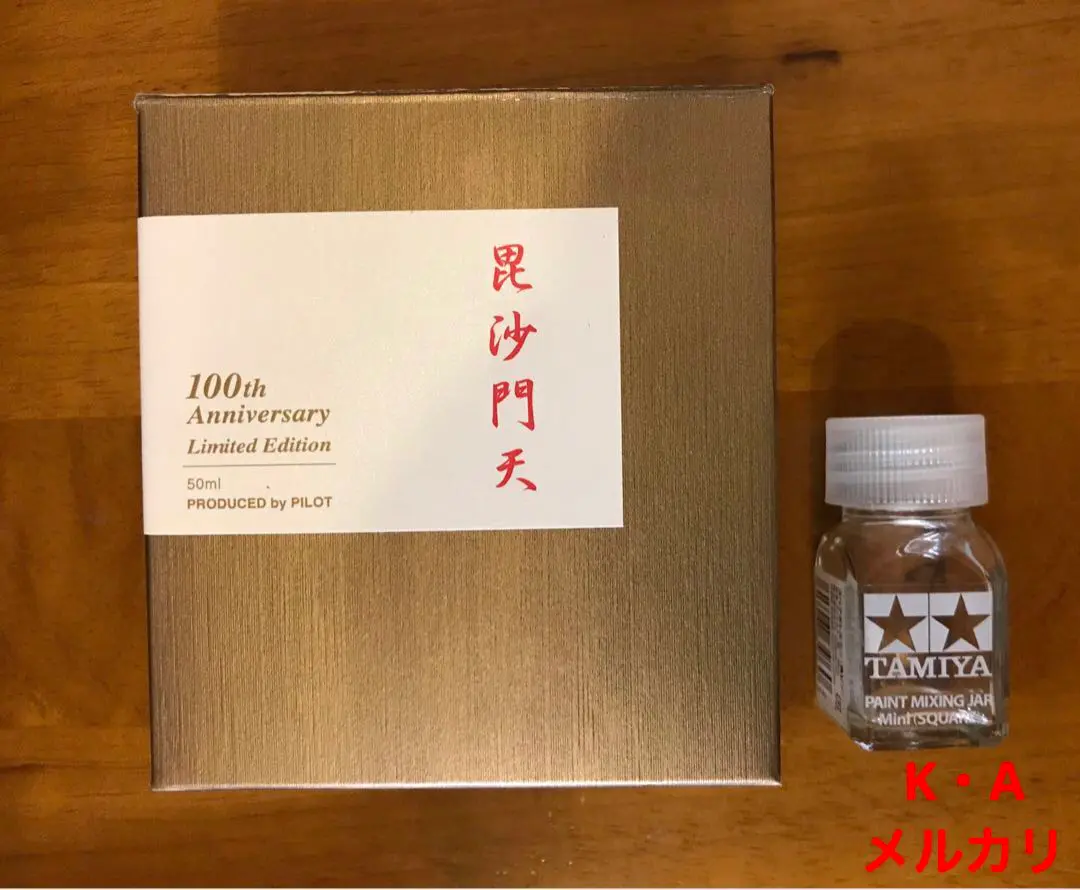 毘沙門天
100th
Anniversary
Limited Edition
50ml
PRODUCED by PILOT
TAMIYA
PAINT MIXING JAR
Mini (SQUARE)
K・A
メルカリ